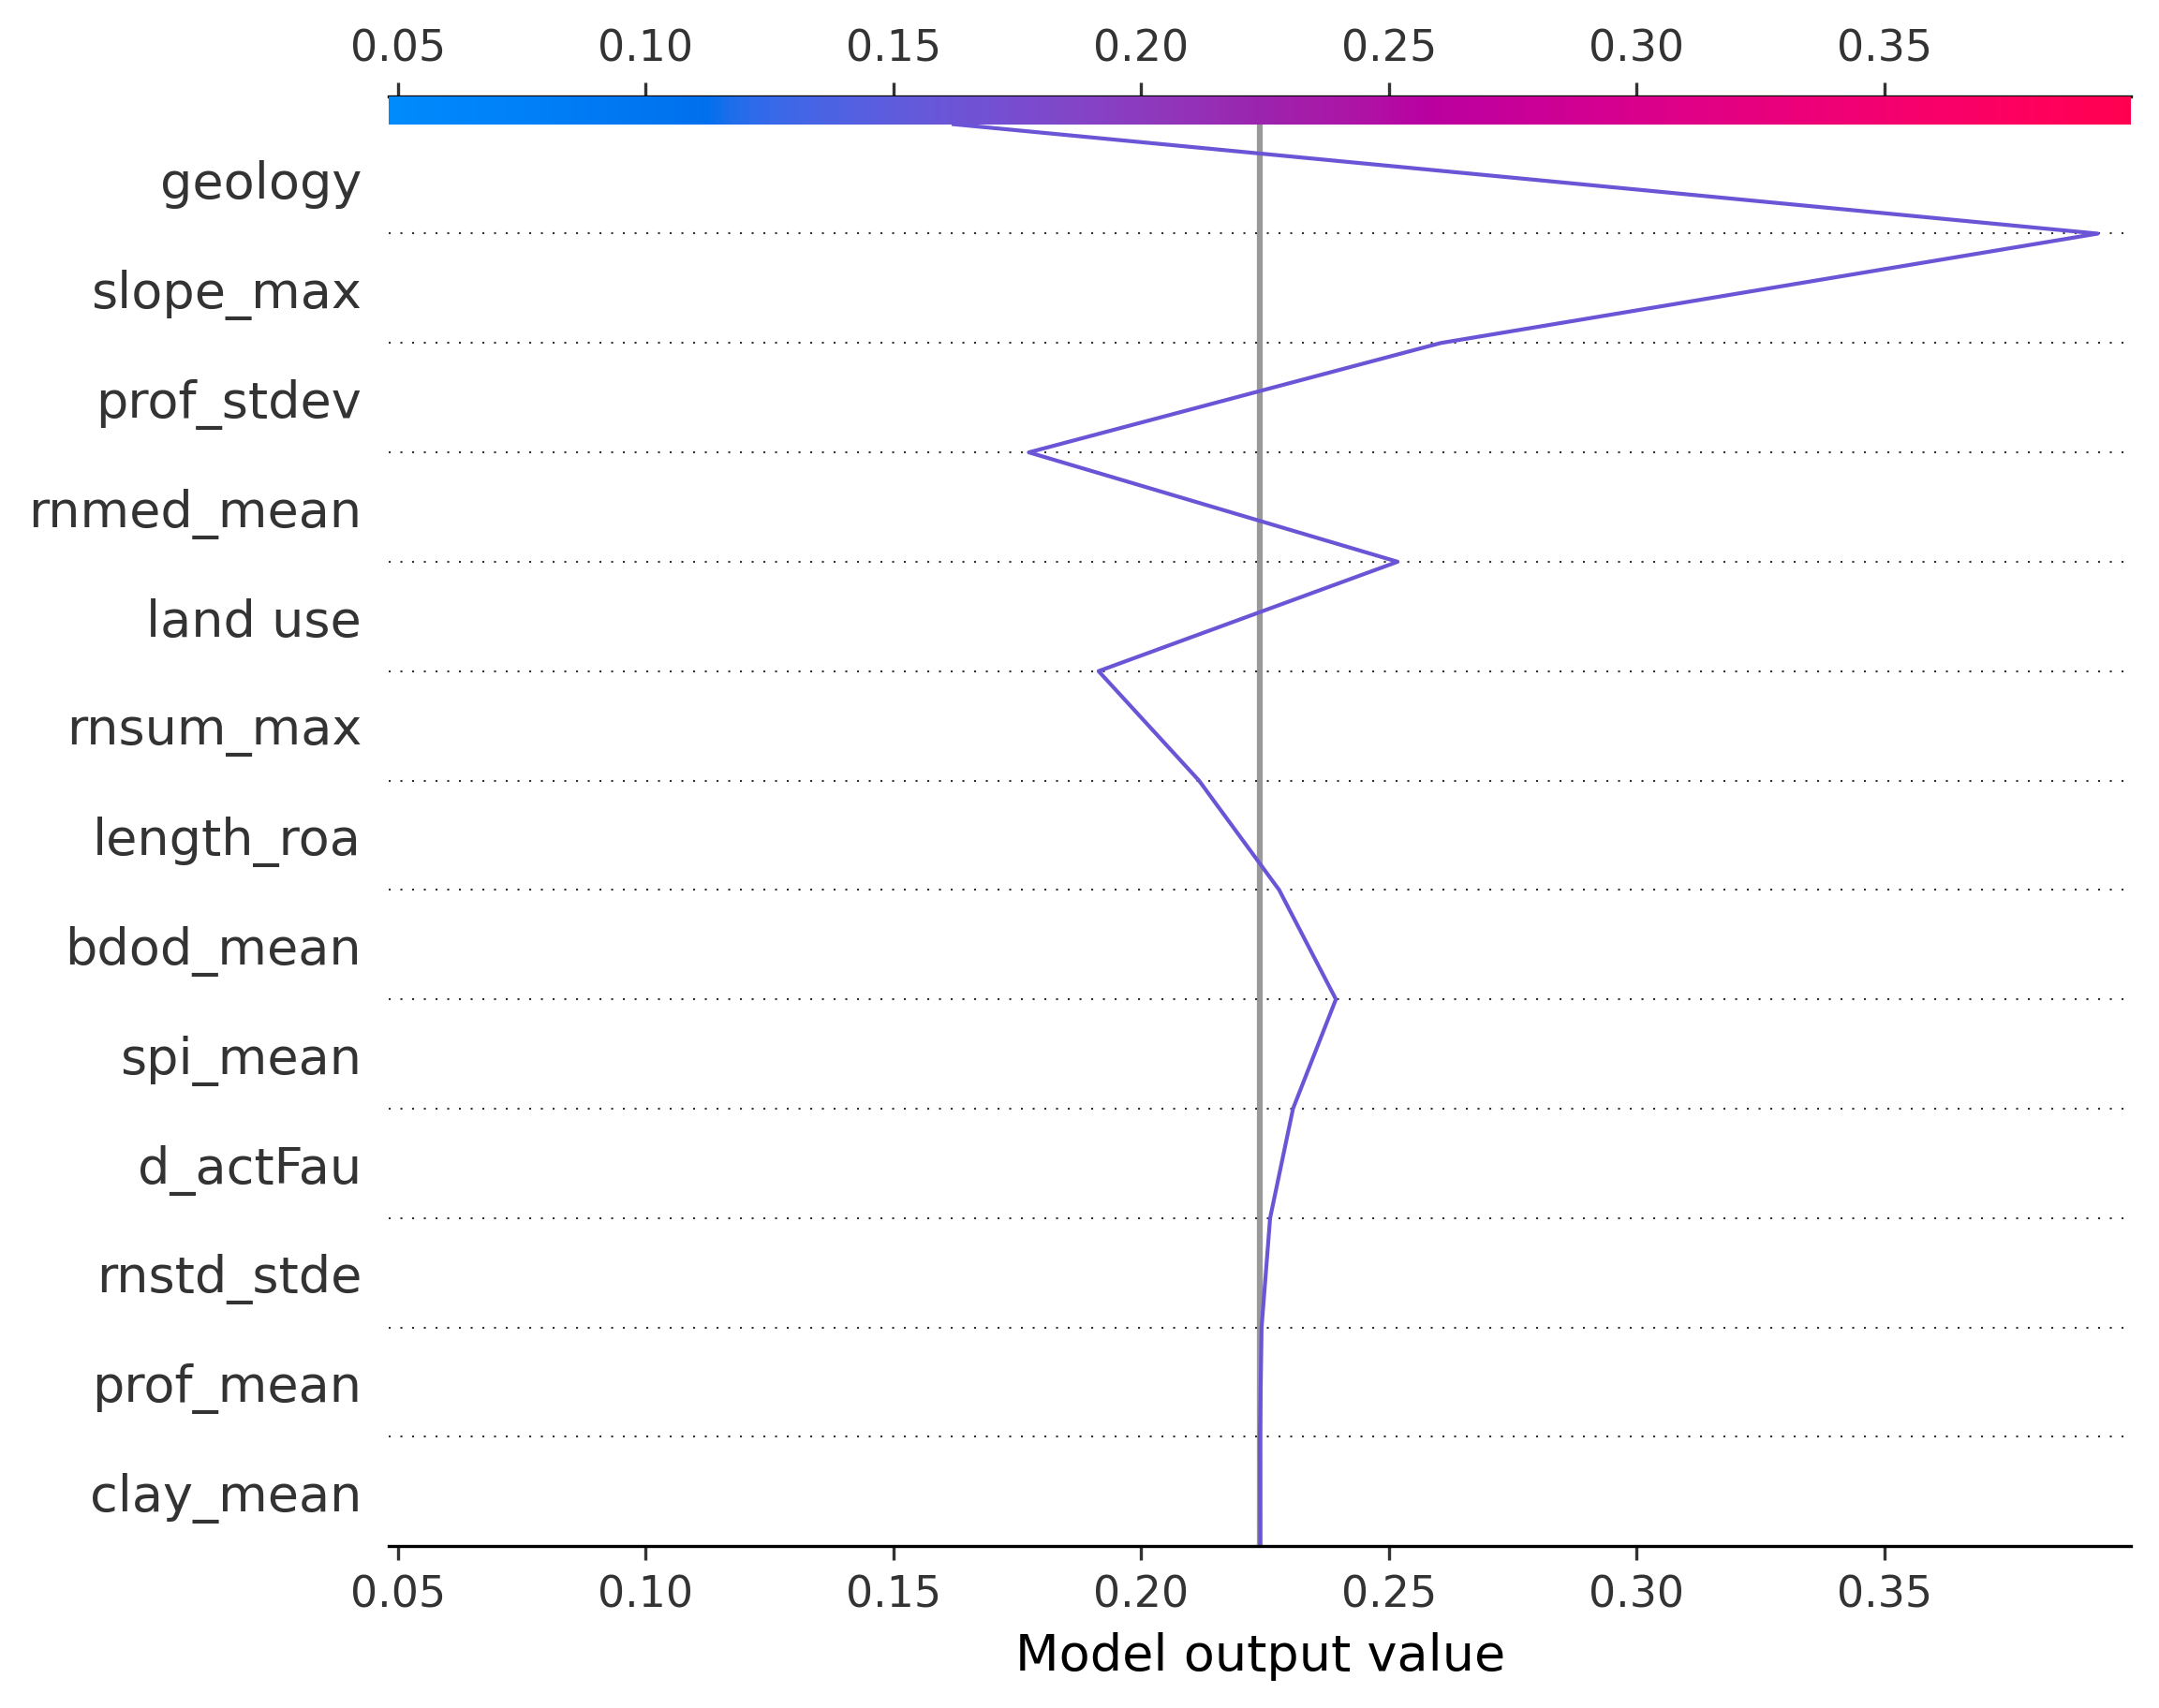 0.05 0.10 0.15 0.20 0.25 0.30 0.35
geology
slope_max
prof_stdev
rnmed_mean
land use
rnsum_max
length_roa
bdod_mean
spi_mean
d_actFau
rnstd_stde
prof_mean
clay_mean
0.05 0.10 0.15 0.20 0.25 0.30 0.35
Model output value